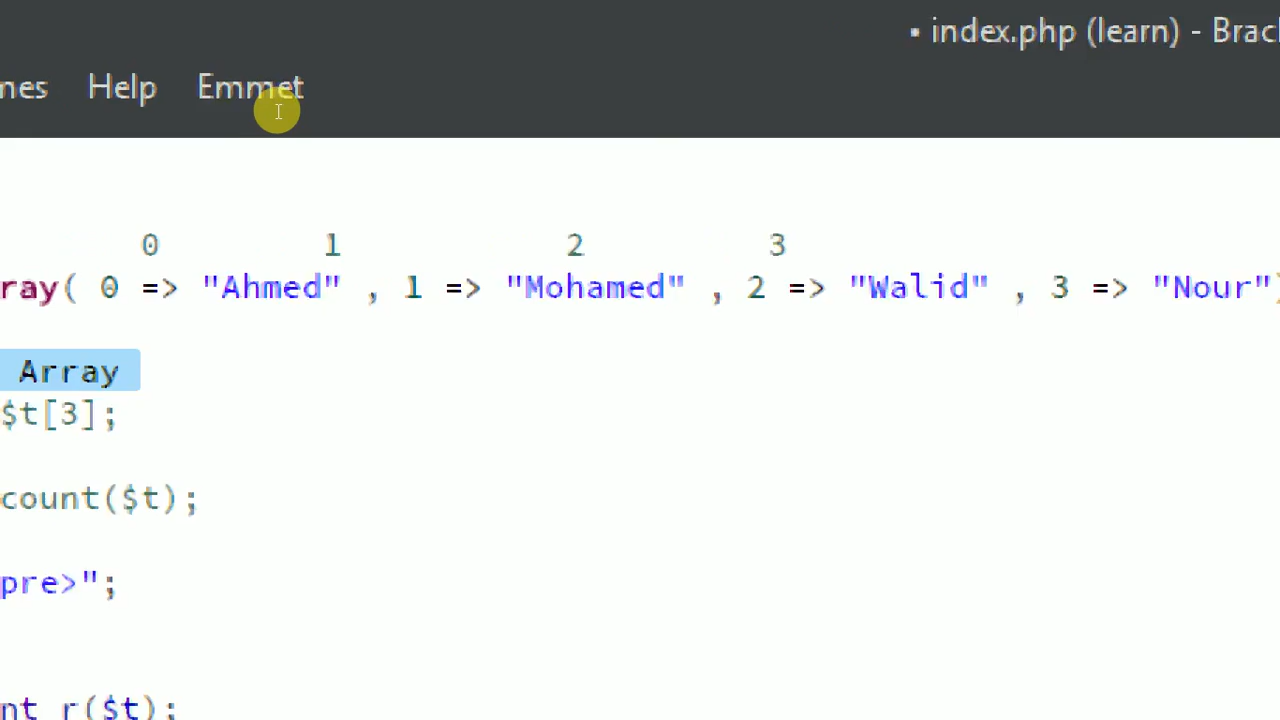 ▪ index.php (learn) - Brac
nes Help Emmet
0 1 2 3
ray( 0 => "Ahmed" , 1 => "Mohamed" , 2 => "Walid" , 3 => "Nour")
Array
$t[3];
count($t);
pre>";
nt_r($t);